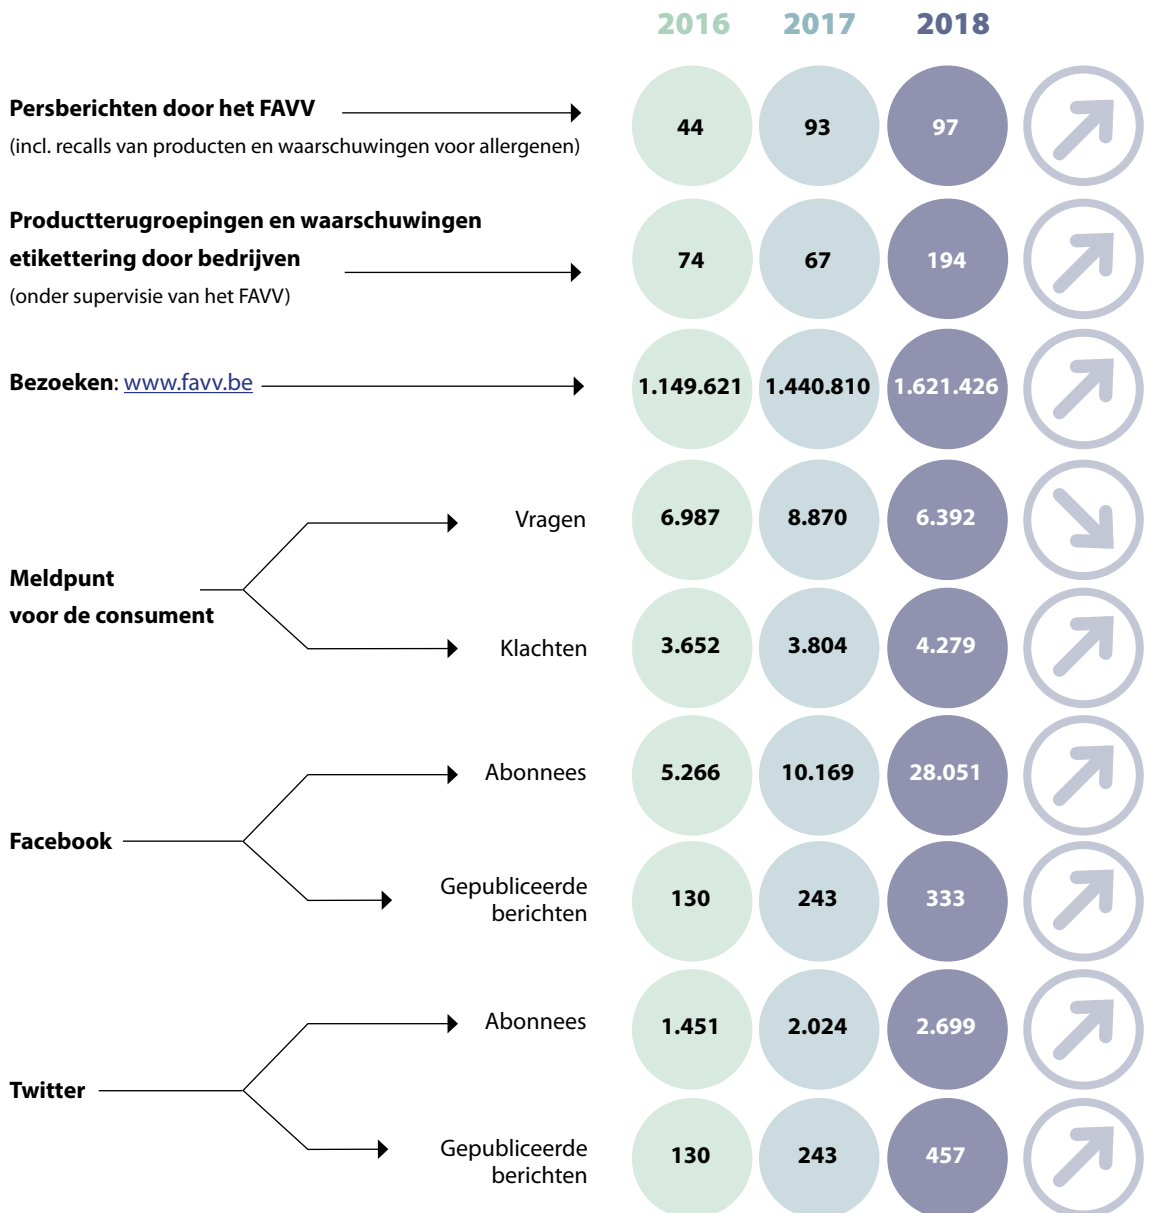 2016 2017 2018
Persberichten door het FAVV
(incl. recalls van producten en waarschuwingen voor allergenen)
44 93 97
Productterugroepingen en waarschuwingen
etikettering door bedrijven
(onder supervisie van het FAVV)
74 67 194
Bezoeken: www.favv.be 1.149.621 1.440.810 1.621.426
Meldpunt
voor de consument
Vragen 6.987 8.870 6.392
Klachten 3.652 3.804 4.279
Facebook
Abonnees 5.266 10.169 28.051
Gepubliceerde
berichten
130 243 333
Twitter
Abonnees 1.451 2.024 2.699
Gepubliceerde
berichten
130 243 457